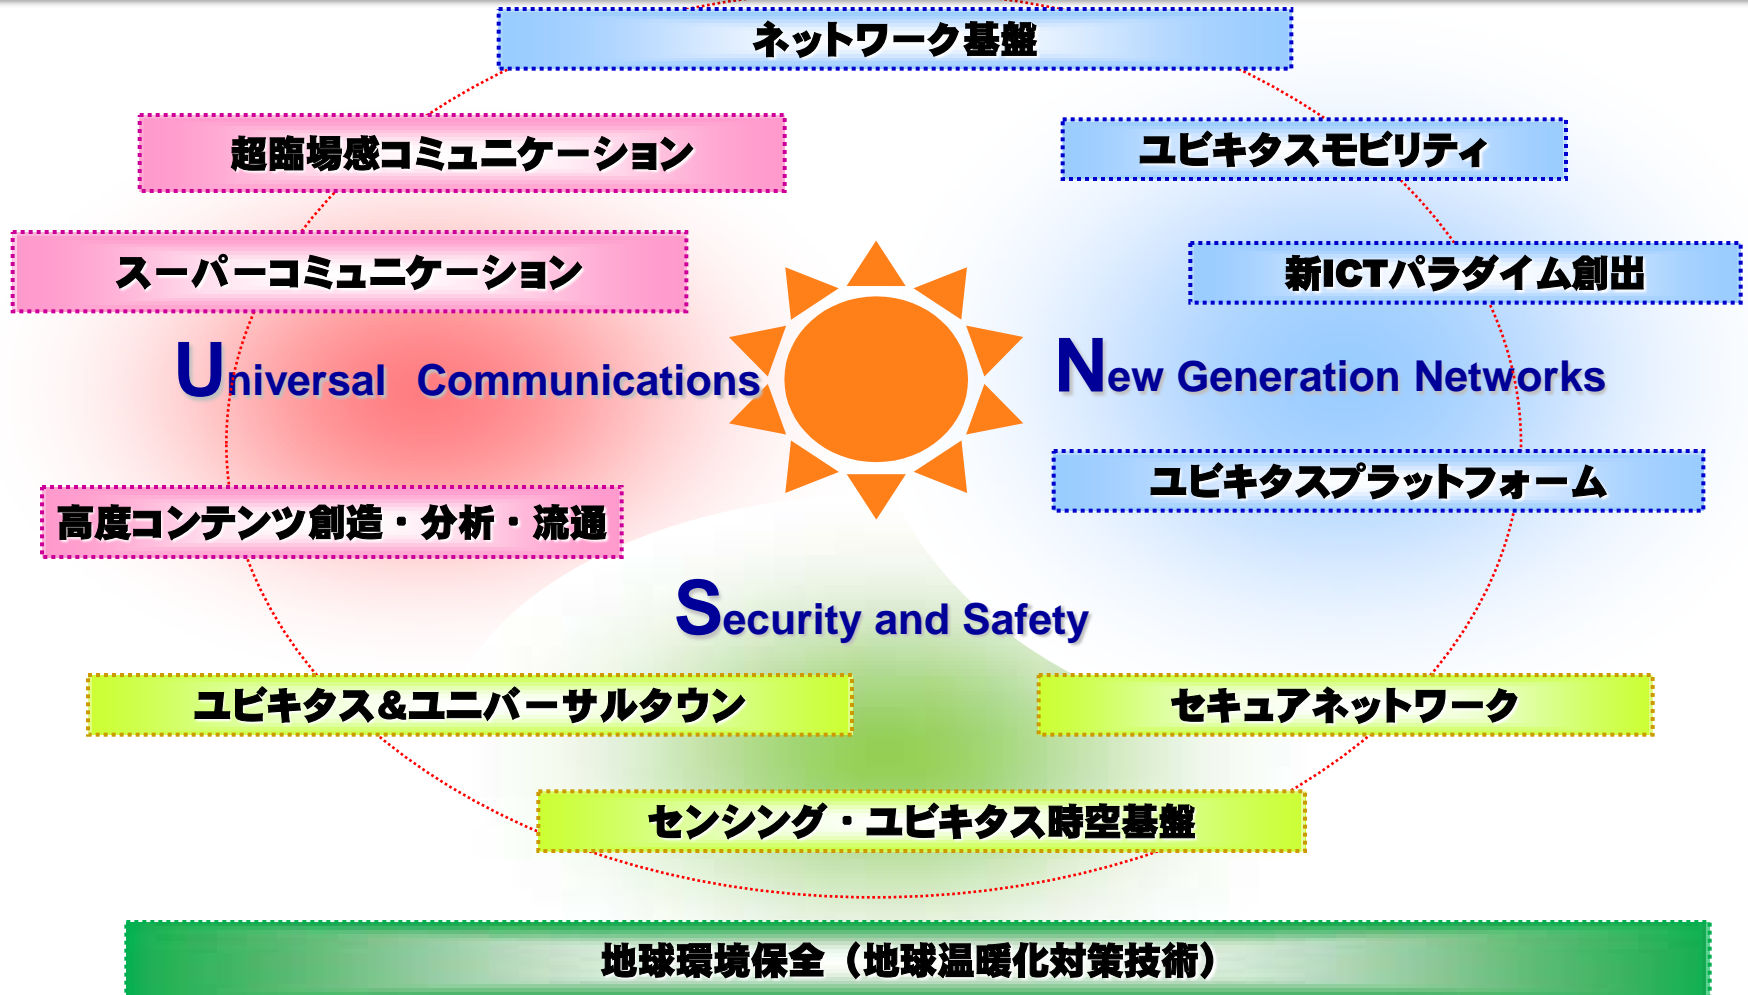 ネットワーク基盤
超臨場感コミュニケーション
ユビキタスモビリティ
スーパーコミュニケーション
新ICTパラダイム創出
Universal Communications
New Generation Networks
ユビキタスプラットフォーム
高度コンテンツ創造・分析・流通
Security and Safety
ユビキタス&ユニバーサルタウン
セキュアネットワーク
センシング・ユビキタス時空基盤
地球環境保全（地球温暖化対策技術）